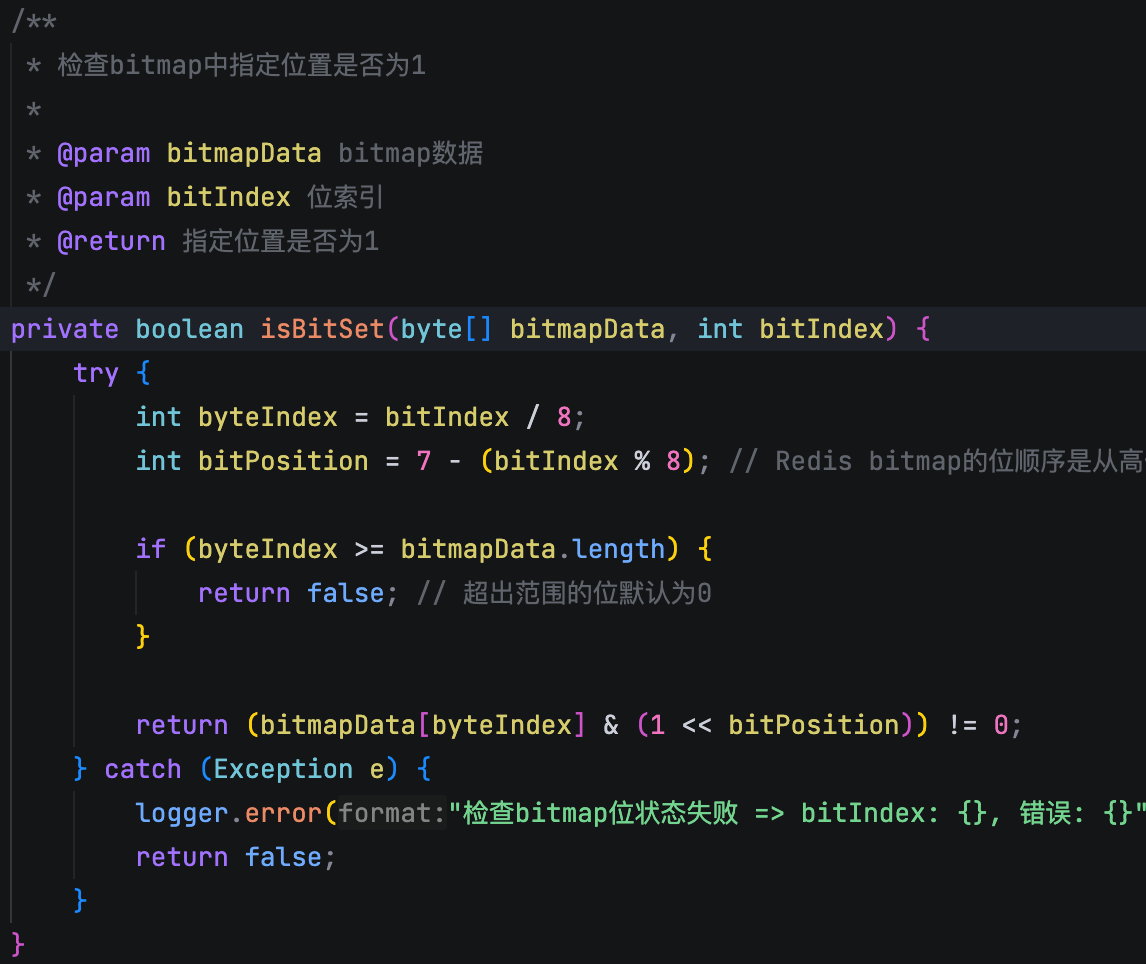 /**
 * 检查bitmap中指定位置是否为1
 *
 * @param bitmapData bitmap数据
 * @param bitIndex 位索引
 * @return 指定位置是否为1
 */
private boolean isBitSet(byte[] bitmapData, int bitIndex) {
    try {
        int byteIndex = bitIndex / 8;
        int bitPosition = 7 - (bitIndex % 8); // Redis bitmap的位顺序是从高

        if (byteIndex >= bitmapData.length) {
            return false; // 超出范围的位默认为0
        }

        return (bitmapData[byteIndex] & (1 << bitPosition)) != 0;
    } catch (Exception e) {
        logger.error(format:"检查bitmap位状态失败 => bitIndex: {}, 错误: {}"
        return false;
    }
}